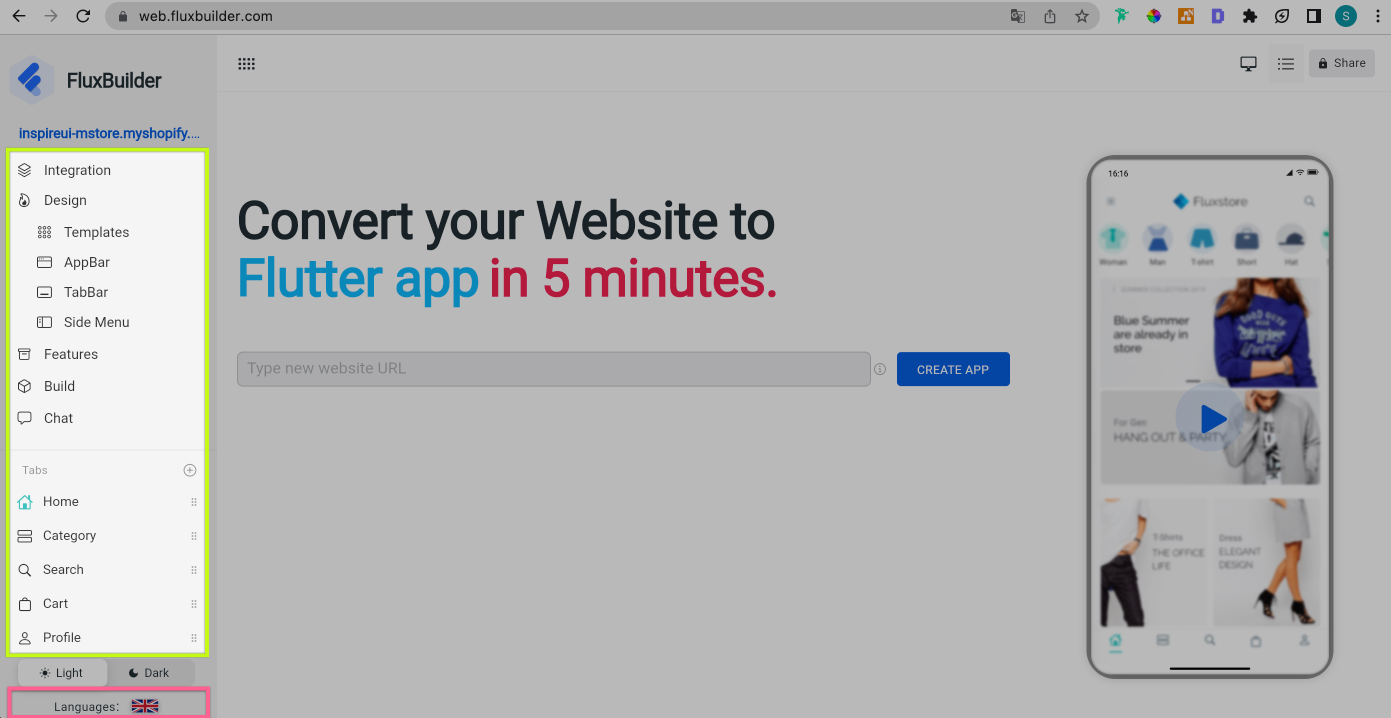 web.fluxbuilder.com
S
FluxBuilder
Share
inspireui-mstore.myshopify....
Integration
Design
Templates
AppBar
TabBar
Side Menu
Features
Build
Chat
Tabs
Home
Category
Search
Cart
Profile
Light
Dark
Languages:
Convert your Website to
Flutter app in 5 minutes.
Type new website URL
CREATE APP
16:16
Fluxstore
Woman
Man
T-shirt
Short
Hat
SUMMER COLLECTION
Blue Summer
are already in
store
For Gen
HANG OUT & PARTY
T-Shirts
THE OFFICE
LIFE
Dress
ELEGANT
DESIGN